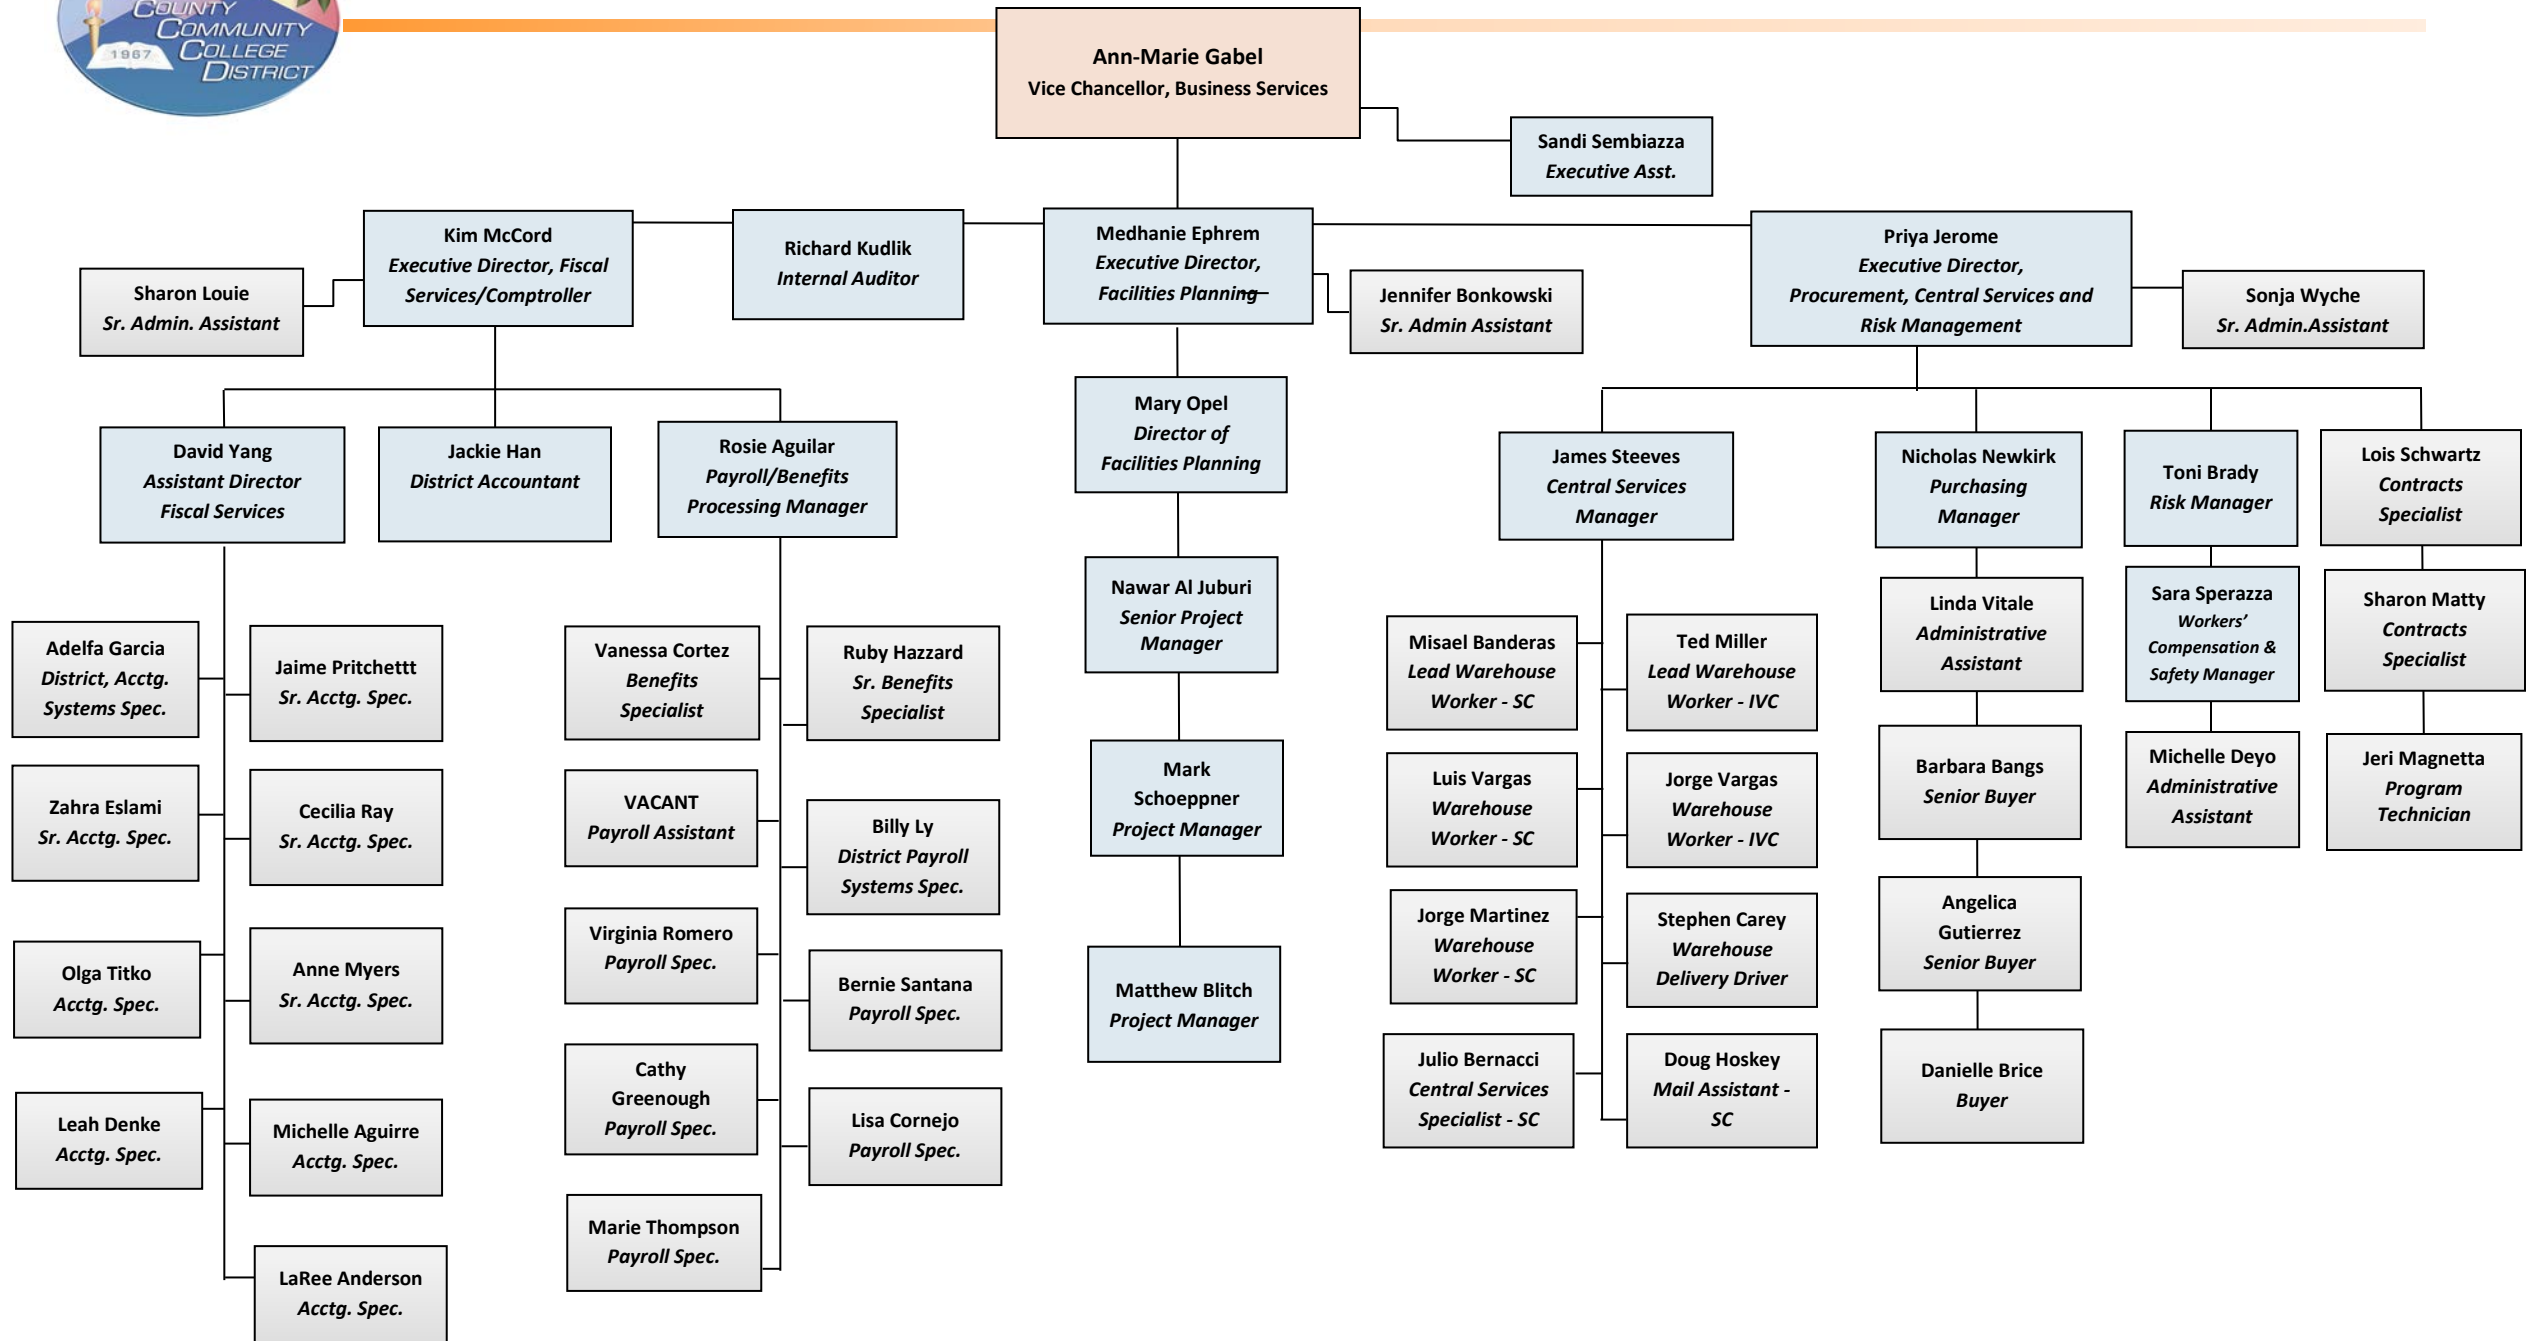 COUNTY
COMMUNITY
COLLEGE
DISTRICT
1967
Ann-Marie Gabel
Vice Chancellor, Business Services
Sandi Sembiazza
Executive Asst.
Kim McCord
Executive Director, Fiscal
Services/Comptroller
Richard Kudlik
Internal Auditor
Medhanie Ephrem
Executive Director,
Facilities Planning
Priya Jerome
Executive Director,
Procurement, Central Services and
Risk Management
Sharon Louie
Sr. Admin. Assistant
Jennifer Bonkowski
Sr. Admin Assistant
Sonja Wyche
Sr. Admin.Assistant
David Yang
Assistant Director
Fiscal Services
Jackie Han
District Accountant
Rosie Aguilar
Payroll/Benefits
Processing Manager
Mary Opel
Director of
Facilities Planning
James Steeves
Central Services
Manager
Nicholas Newkirk
Purchasing
Manager
Toni Brady
Risk Manager
Lois Schwartz
Contracts
Specialist
Adelfa Garcia
District, Acctg.
Systems Spec.
Jaime Pritchettt
Sr. Acctg. Spec.
Zahra Eslami
Sr. Acctg. Spec.
Cecilia Ray
Sr. Acctg. Spec.
Olga Titko
Acctg. Spec.
Anne Myers
Sr. Acctg. Spec.
Leah Denke
Acctg. Spec.
Michelle Aguirre
Acctg. Spec.
LaRee Anderson
Acctg. Spec.
Vanessa Cortez
Benefits
Specialist
Ruby Hazzard
Sr. Benefits
Specialist
VACANT
Payroll Assistant
Billy Ly
District Payroll
Systems Spec.
Virginia Romero
Payroll Spec.
Bernie Santana
Payroll Spec.
Cathy
Greenough
Payroll Spec.
Lisa Cornejo
Payroll Spec.
Marie Thompson
Payroll Spec.
Nawar Al Juburi
Senior Project
Manager
Mark
Schoeppner
Project Manager
Matthew Blitch
Project Manager
Misael Banderas
Lead Warehouse
Worker - SC
Ted Miller
Lead Warehouse
Worker - IVC
Luis Vargas
Warehouse
Worker - SC
Jorge Vargas
Warehouse
Worker - IVC
Jorge Martinez
Warehouse
Worker - SC
Stephen Carey
Warehouse
Delivery Driver
Julio Bernacci
Central Services
Specialist - SC
Doug Hoskey
Mail Assistant -
SC
Linda Vitale
Administrative
Assistant
Barbara Bangs
Senior Buyer
Angelica
Gutierrez
Senior Buyer
Danielle Brice
Buyer
Sara Sperazza
Workers’
Compensation &
Safety Manager
Michelle Deyo
Administrative
Assistant
Sharon Matty
Contracts
Specialist
Jeri Magnetta
Program
Technician